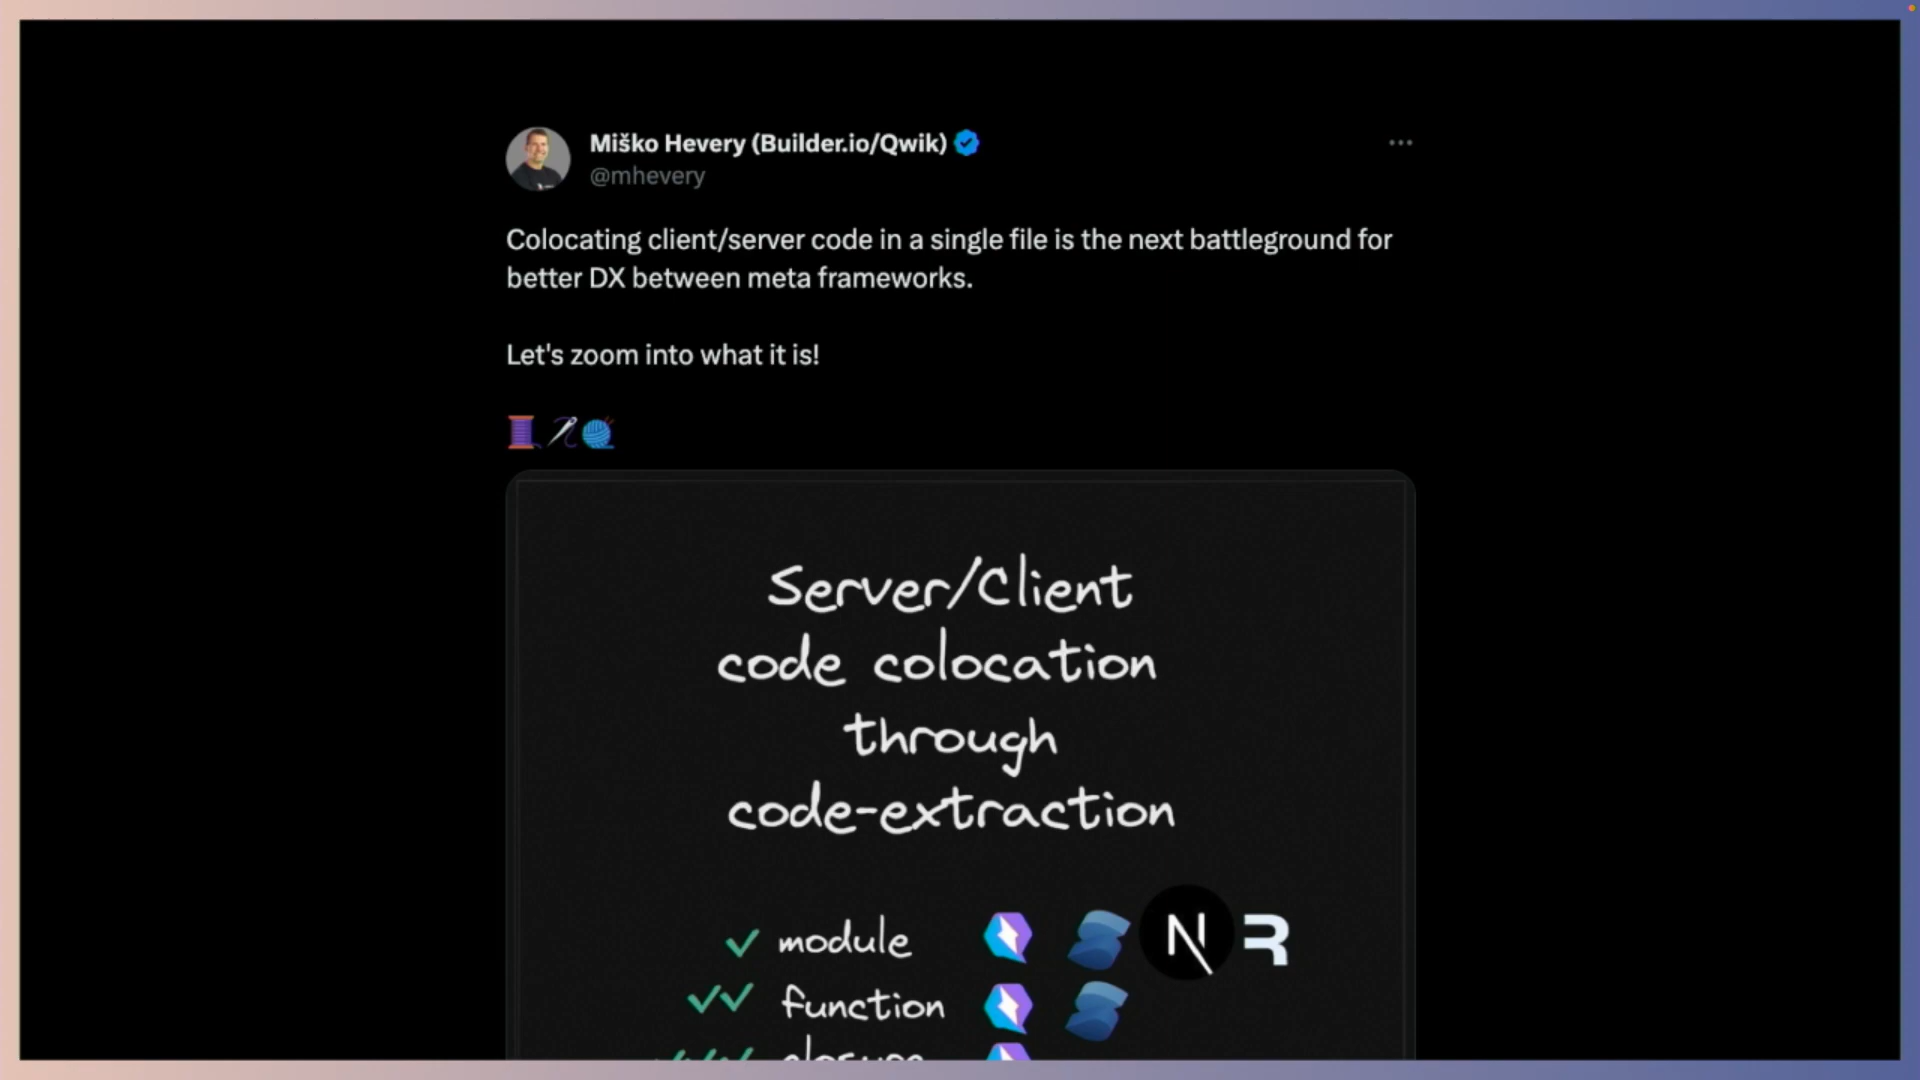 Miško Hevery (Builder.io/Qwik)
@mhevery
Colocating client/server code in a single file is the next battleground for
better DX between meta frameworks.
Let's zoom into what it is!
Server/Client
code colocation
through
code-extraction
module
function
closure